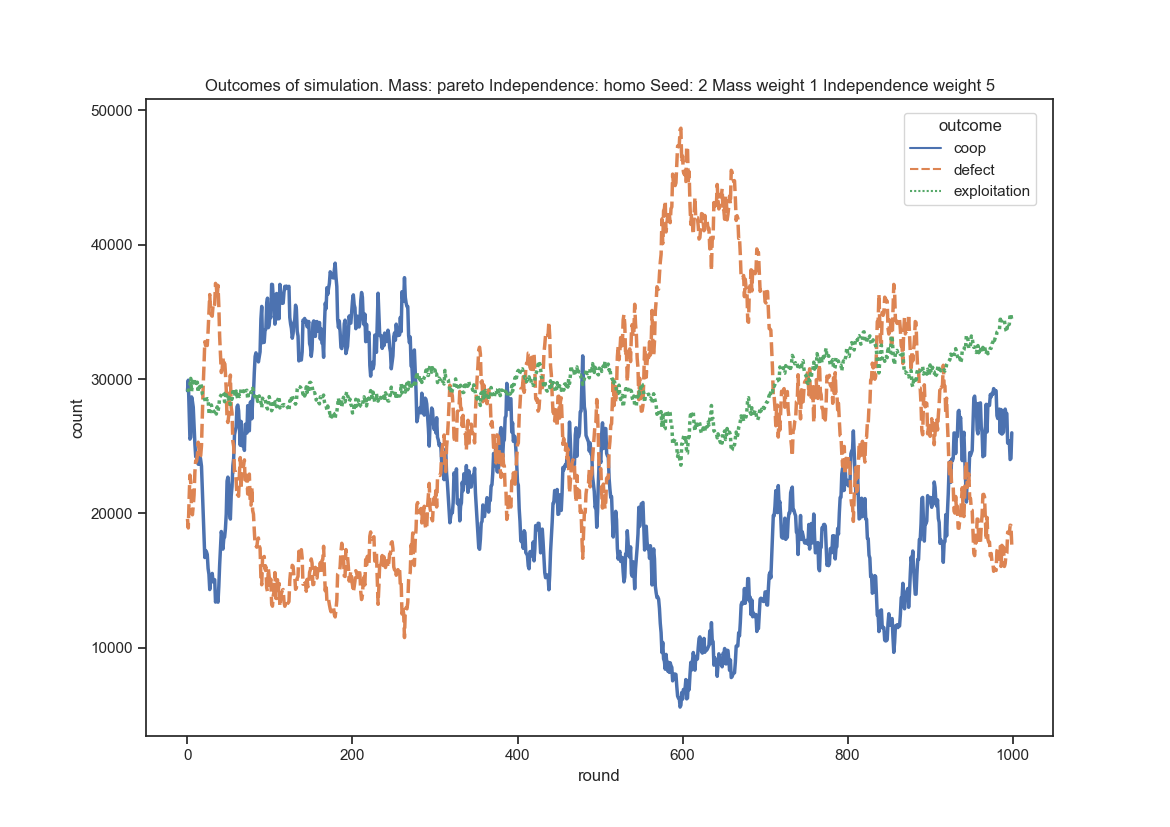 Outcomes of simulation. Mass: pareto Independence: homo Seed: 2 Mass weight 1 Independence weight 5
50000
40000
30000
20000
10000
count
outcome
coop
defect
exploitation
0 200 400 600 800 1000
round